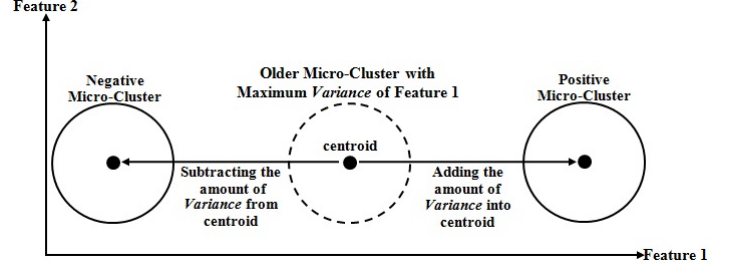 Feature 2
Negative
Micro-Cluster
Older Micro-Cluster with
Maximum Variance of Feature 1
Positive
Micro-Cluster
centroid
Subtracting the
amount of
Variance from
centroid
Adding the
amount of
Variance into
centroid
Feature 1